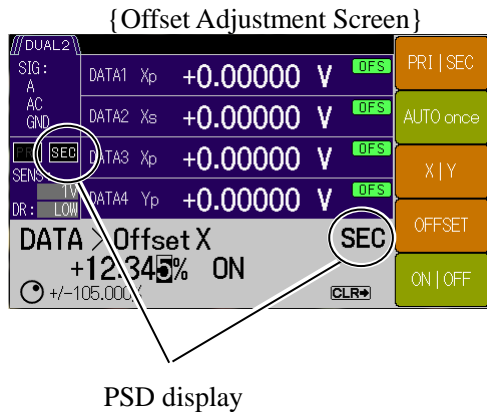 {Offset Adjustment Screen}
DUAL2
SIG:
A
AC
GND
DATA1 Xp +0.00000 V OFS
DATA2 Xs +0.00000 V OFS
DATA3 Xp +0.00000 V OFS
DATA4 Yp +0.00000 V OFS
SEC
SENS
1V
DR: LOW
DATA > Offset X SEC
+12.345% ON
+/-105.000% CLR
PRI | SEC
AUTO once
X | Y
OFFSET
ON | OFF
PSD display